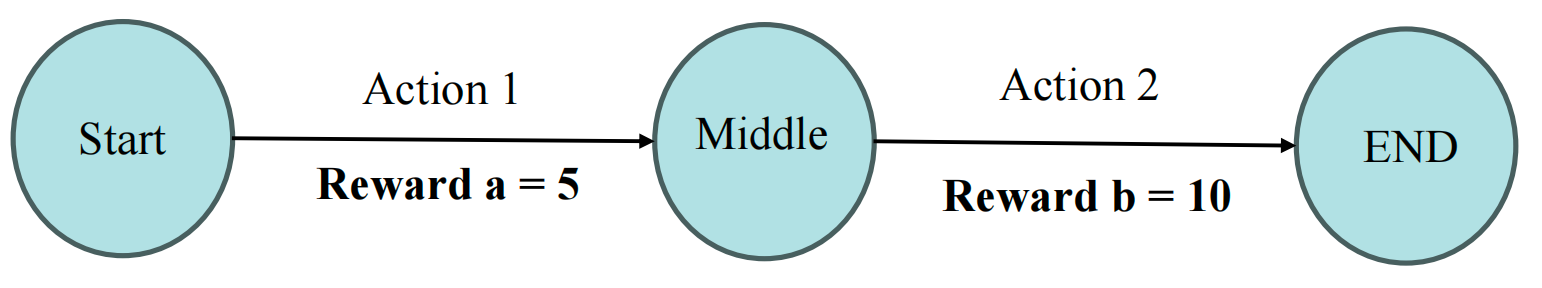 Start
Action 1
Reward a = 5
Middle
Action 2
Reward b = 10
END